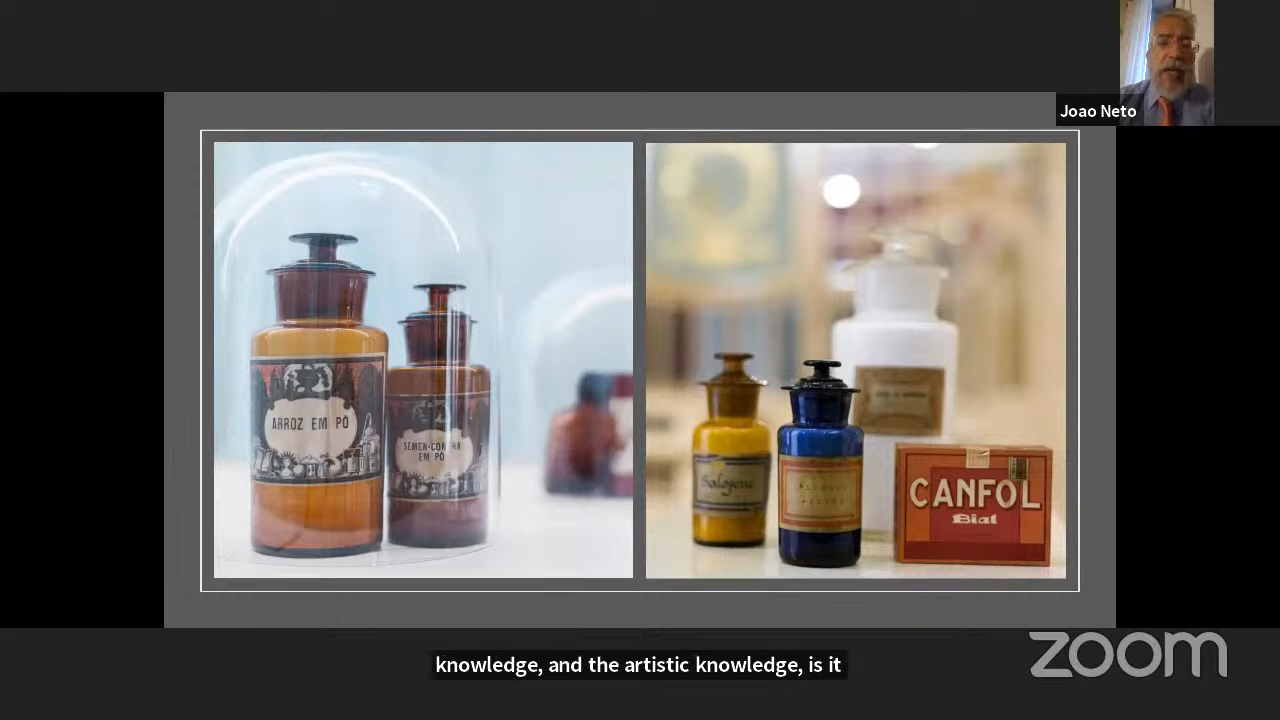 Joao Neto
ARROZ EM PÓ
SEMEN-CONTRA
EM PÓ
CANFOL
Bial
knowledge, and the artistic knowledge, is it
zoom